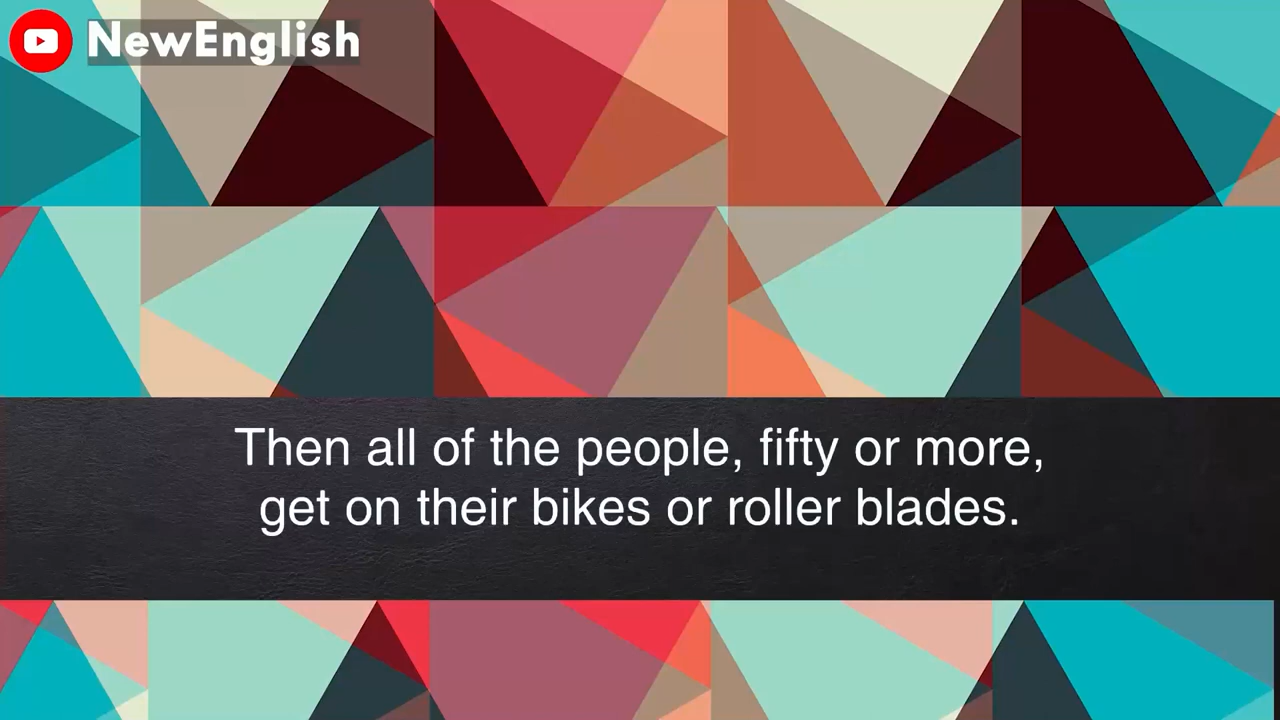 NewEnglish
Then all of the people, fifty or more,
get on their bikes or roller blades.